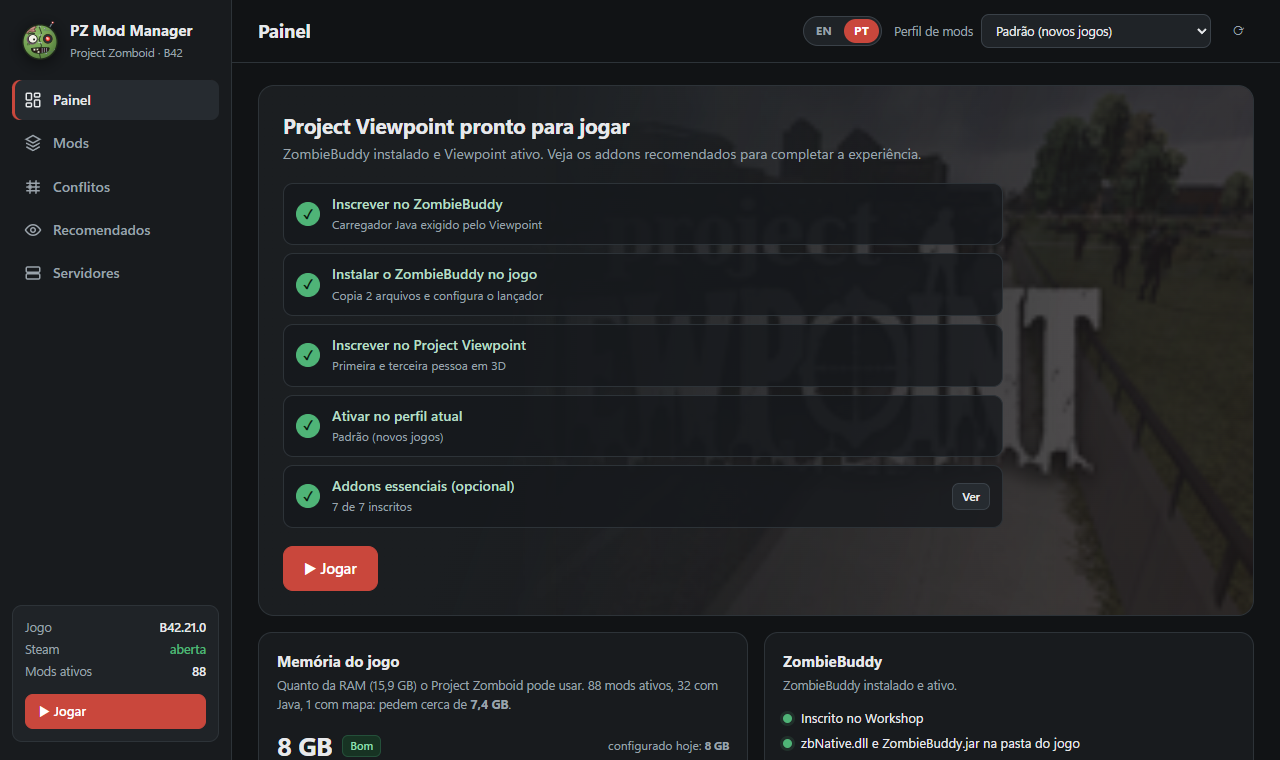 PZ Mod Manager
Project Zomboid · B42
Painel
Mods
Conflitos
Recomendados
Servidores
Jogo B42.21.0
Steam aberta
Mods ativos 88
▶ Jogar
Painel
EN PT Perfil de mods Padrão (novos jogos)
Project Viewpoint pronto para jogar
ZombieBuddy instalado e Viewpoint ativo. Veja os addons recomendados para completar a experiência.
Inscrever no ZombieBuddy
Carregador Java exigido pelo Viewpoint
Instalar o ZombieBuddy no jogo
Copia 2 arquivos e configura o lançador
Inscrever no Project Viewpoint
Primeira e terceira pessoa em 3D
Ativar no perfil atual
Padrão (novos jogos)
Addons essenciais (opcional)
7 de 7 inscritos
Ver
▶ Jogar
project
VIEWPOINT
Memória do jogo
Quanto da RAM (15,9 GB) o Project Zomboid pode usar. 88 mods ativos, 32 com
Java, 1 com mapa: pedem cerca de 7,4 GB.
8 GB Bom configurado hoje: 8 GB
ZombieBuddy
ZombieBuddy instalado e ativo.
Inscrito no Workshop
zbNative.dll e ZombieBuddy.jar na pasta do jogo